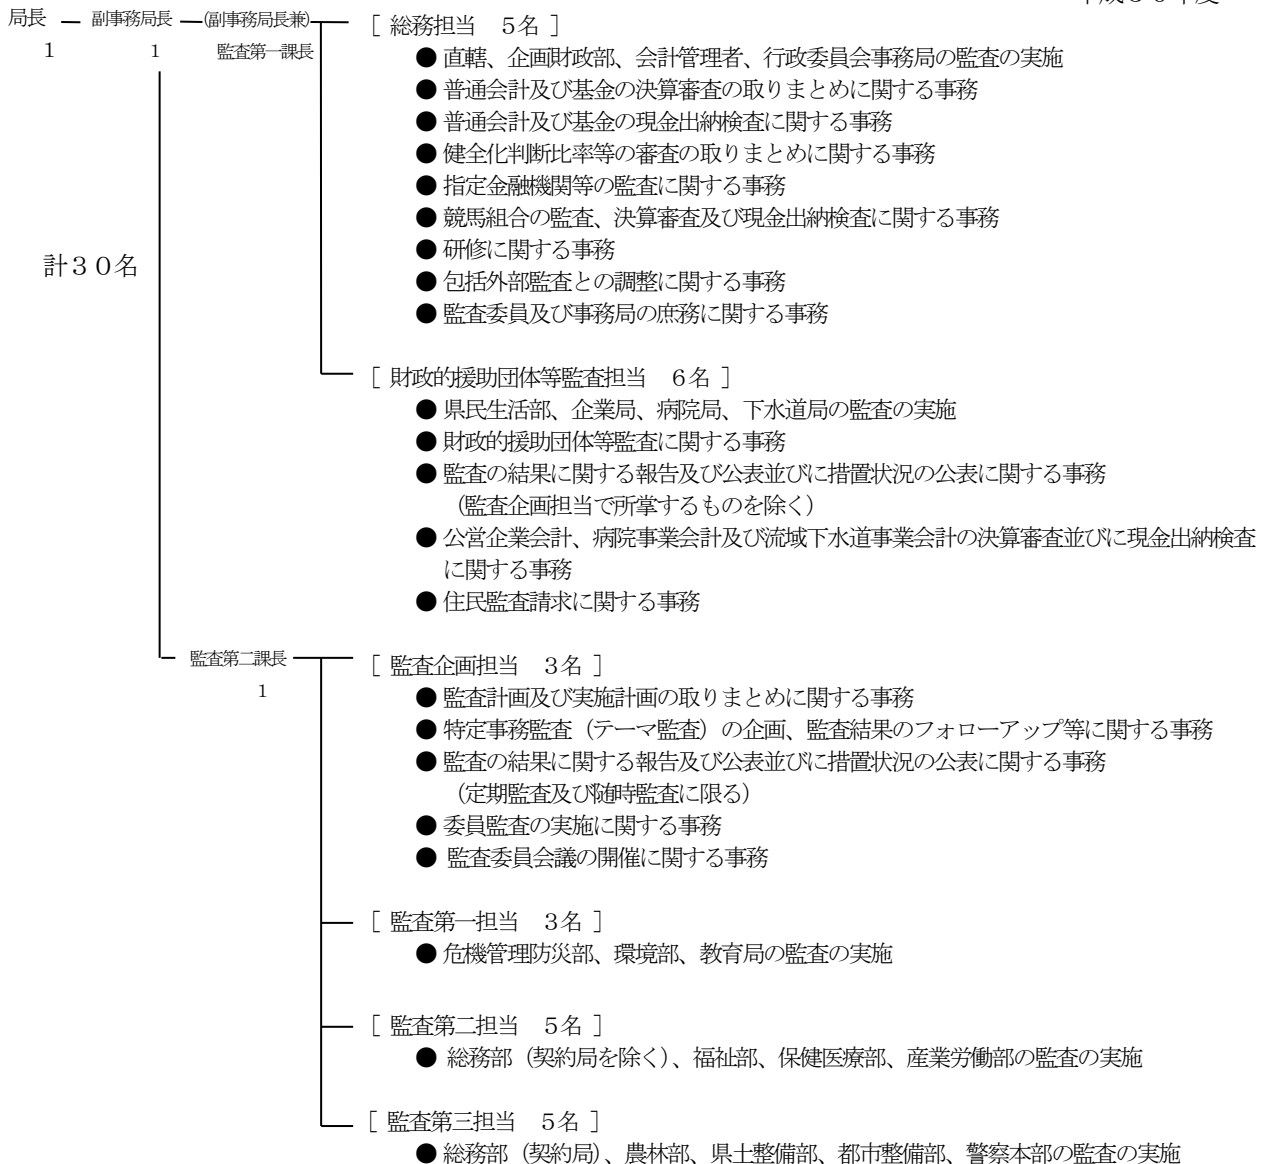 局長 副事務局長 (副事務局長兼)
1 1 監査第一課長
計３０名
［ 総務担当 ５名 ］
● 直轄、企画財政部、会計管理者、行政委員会事務局の監査の実施
● 普通会計及び基金の決算審査の取りまとめに関する事務
● 普通会計及び基金の現金出納検査に関する事務
● 健全化判断比率等の審査の取りまとめに関する事務
● 指定金融機関等の監査に関する事務
● 競馬組合の監査、決算審査及び現金出納検査に関する事務
● 研修に関する事務
● 包括外部監査との調整に関する事務
● 監査委員及び事務局の庶務に関する事務
［ 財政的援助団体等監査担当 ６名 ］
● 県民生活部、企業局、病院局、下水道局の監査の実施
● 財政的援助団体等監査に関する事務
● 監査の結果に関する報告及び公表並びに措置状況の公表に関する事務
（監査企画担当で所掌するものを除く）
● 公営企業会計、病院事業会計及び流域下水道事業会計の決算審査並びに現金出納検査
に関する事務
● 住民監査請求に関する事務
監査第二課長
1
［ 監査企画担当 ３名 ］
● 監査計画及び実施計画の取りまとめに関する事務
● 特定事務監査（テーマ監査）の企画、監査結果のフォローアップ等に関する事務
● 監査の結果に関する報告及び公表並びに措置状況の公表に関する事務
（定期監査及び随時監査に限る）
● 委員監査の実施に関する事務
● 監査委員会議の開催に関する事務
［ 監査第一担当 ３名 ］
● 危機管理防災部、環境部、教育局の監査の実施
［ 監査第二担当 ５名 ］
● 総務部（契約局を除く）、福祉部、保健医療部、産業労働部の監査の実施
［ 監査第三担当 ５名 ］
● 総務部（契約局）、農林部、県土整備部、都市整備部、警察本部の監査の実施